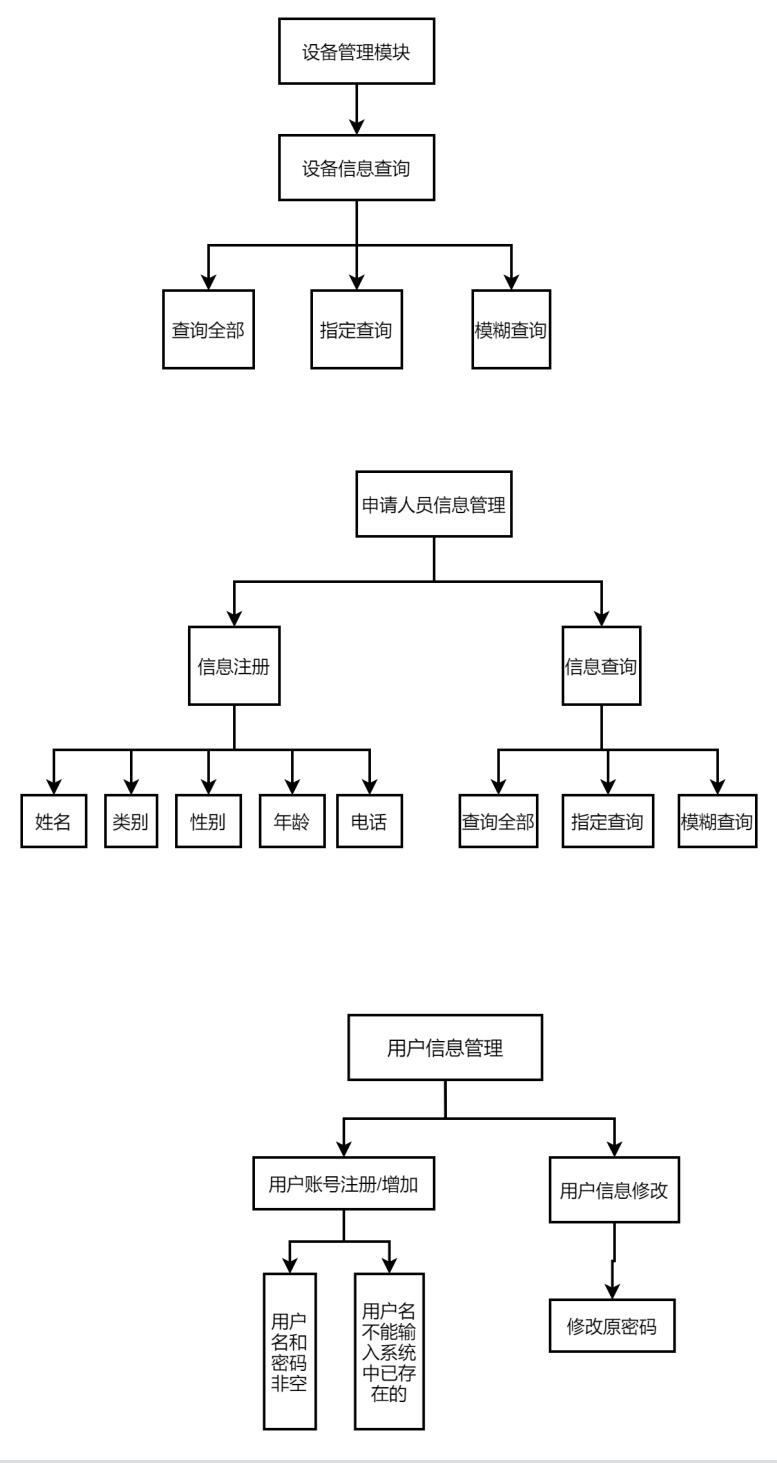 设备管理模块
设备信息查询
查询全部
指定查询
模糊查询
申请人员信息管理
信息注册
信息查询
姓名
类别
性别
年龄
电话
查询全部
指定查询
模糊查询
用户信息管理
用户账号注册/增加
用户信息修改
用户
名和
密码
非空
用户名
不能输
入系统
中已存
在的
修改原密码